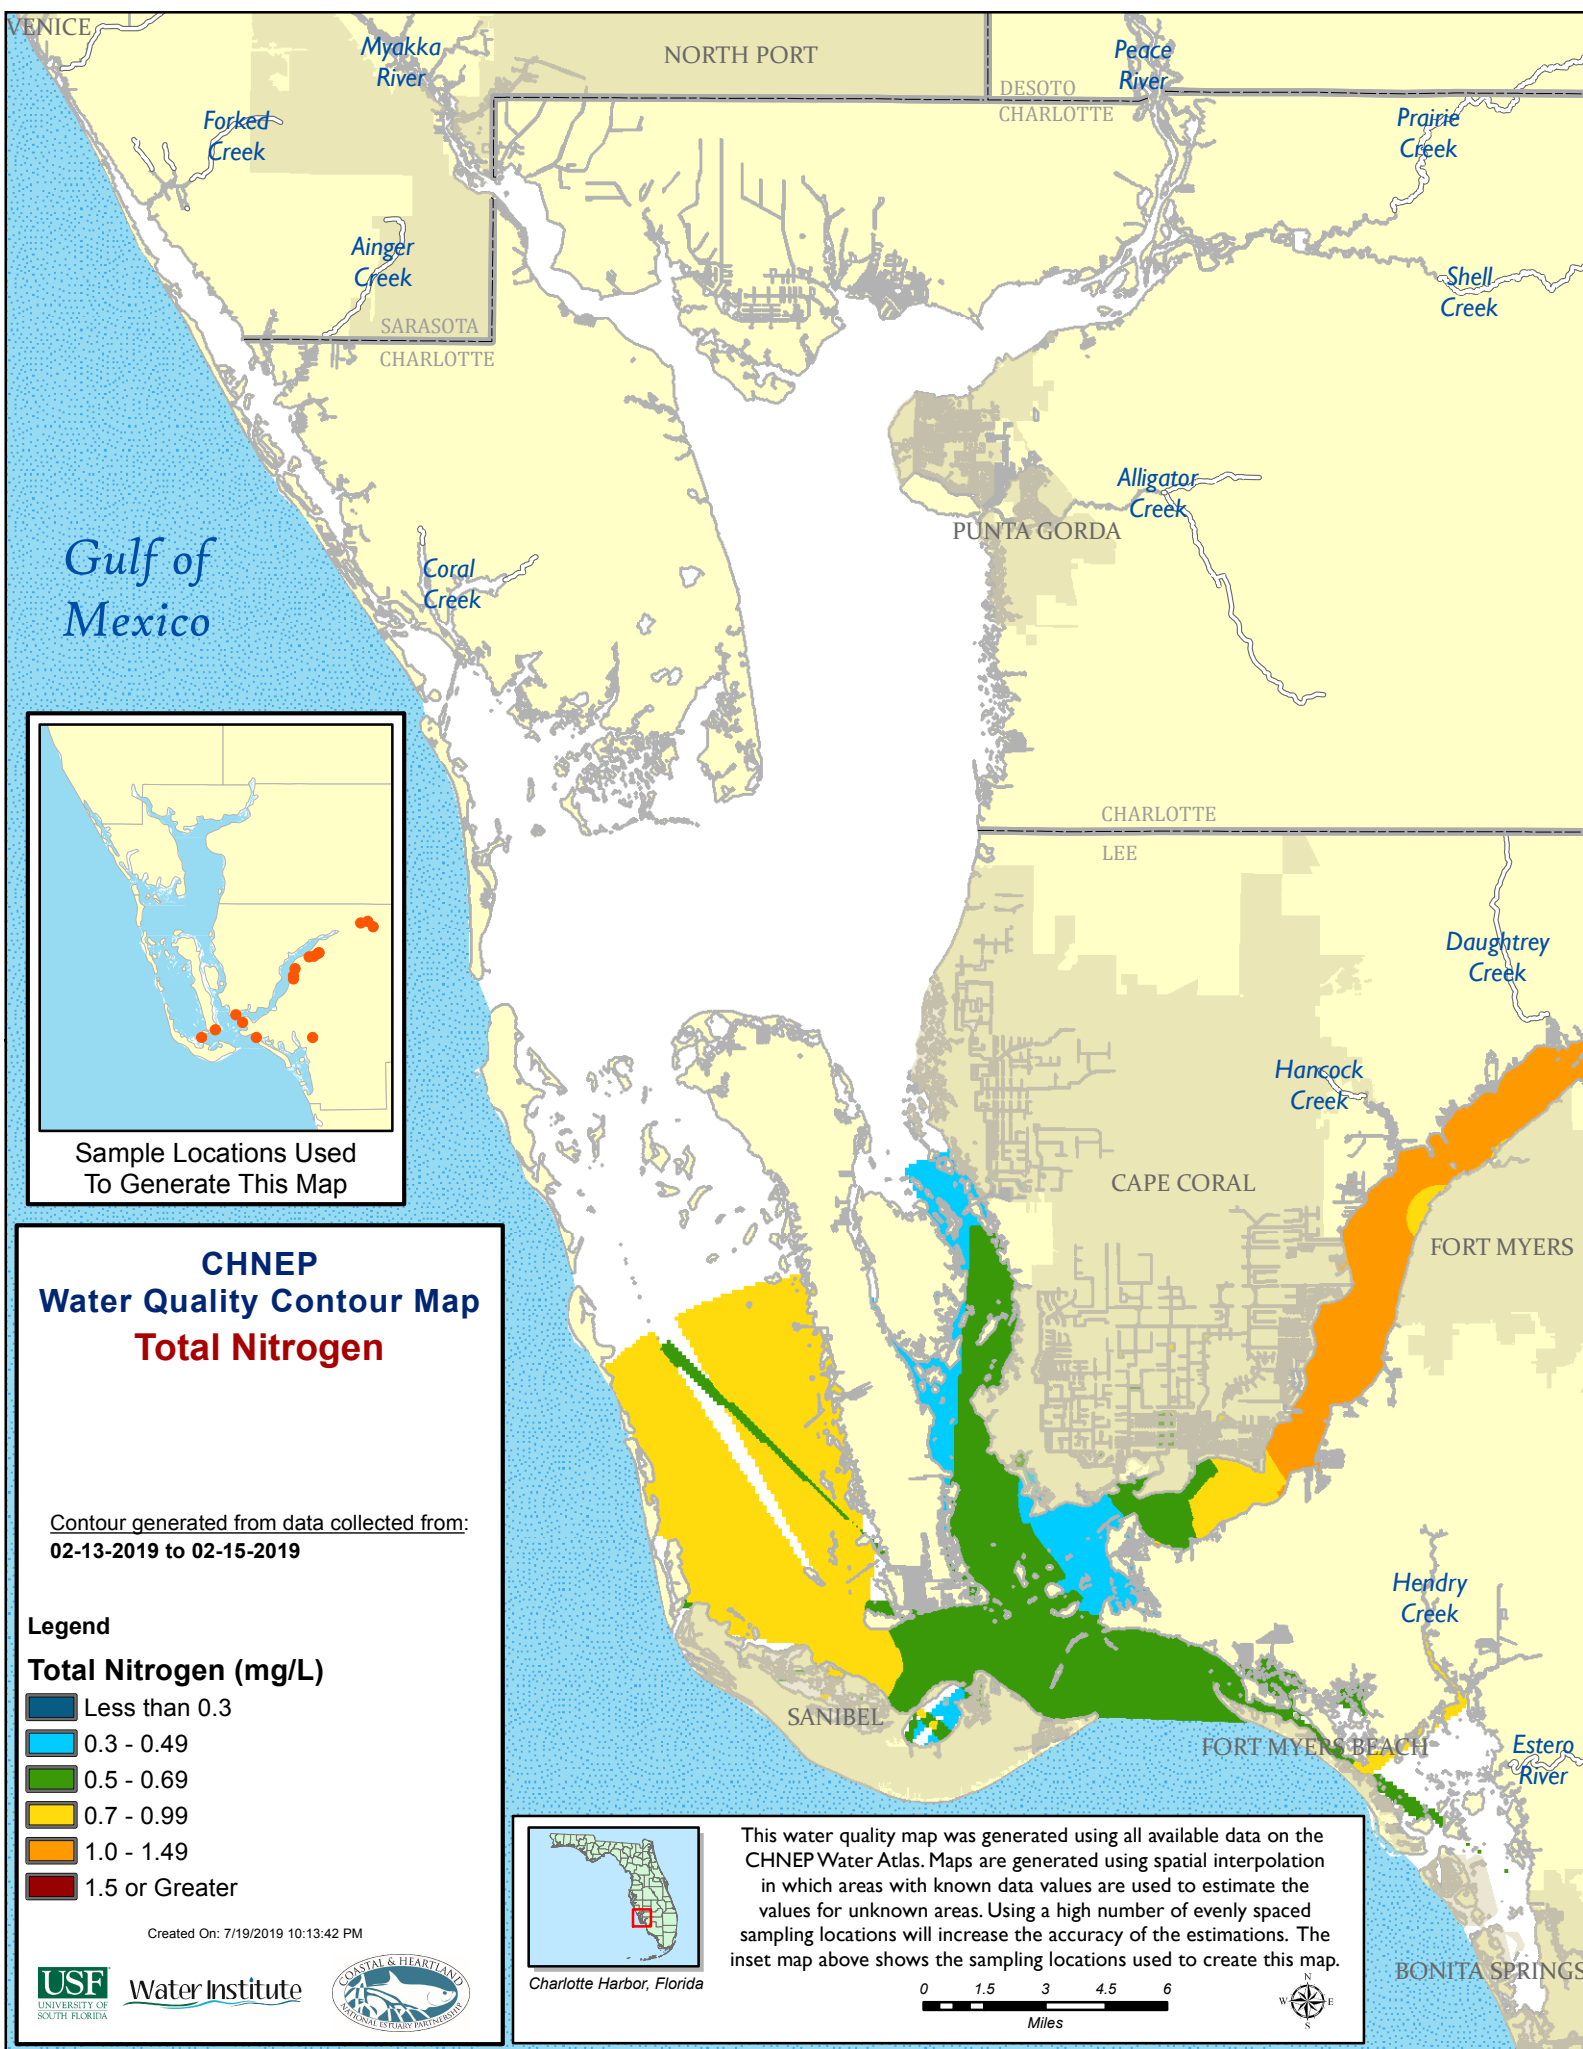 VENICE
Myakka
River
NORTH PORT
Peace
River
DESOTO
CHARLOTTE
Forked
Creek
Prairie
Creek
Ainger
Creek
Shell
Creek
SARASOTA
CHARLOTTE
Alligator
Creek
PUNTA GORDA
Gulf of
Mexico
Coral
Creek
CHARLOTTE
LEE
Daughtrey
Creek
Hancock
Creek
CAPE CORAL
FORT MYERS
Sample Locations Used
To Generate This Map
CHNEP
Water Quality Contour Map
Total Nitrogen
Contour generated from data collected from:
02-13-2019 to 02-15-2019
Hendry
Creek
SANIBEL
FORT MYERS BEACH
Estero
River
BONITA SPRINGS
Legend
Total Nitrogen (mg/L)
Less than 0.3
0.3 - 0.49
0.5 - 0.69
0.7 - 0.99
1.0 - 1.49
1.5 or Greater
Created On: 7/19/2019 10:13:42 PM
USF
UNIVERSITY OF
SOUTH FLORIDA
Water Institute
COASTAL & HEARTLAND
NATIONAL ESTUARY PARTNERSHIP
Charlotte Harbor, Florida
This water quality map was generated using all available data on the
CHNEP Water Atlas. Maps are generated using spatial interpolation
in which areas with known data values are used to estimate the
values for unknown areas. Using a high number of evenly spaced
sampling locations will increase the accuracy of the estimations. The
inset map above shows the sampling locations used to create this map.
0 1.5 3 4.5 6
Miles
N
W E
S